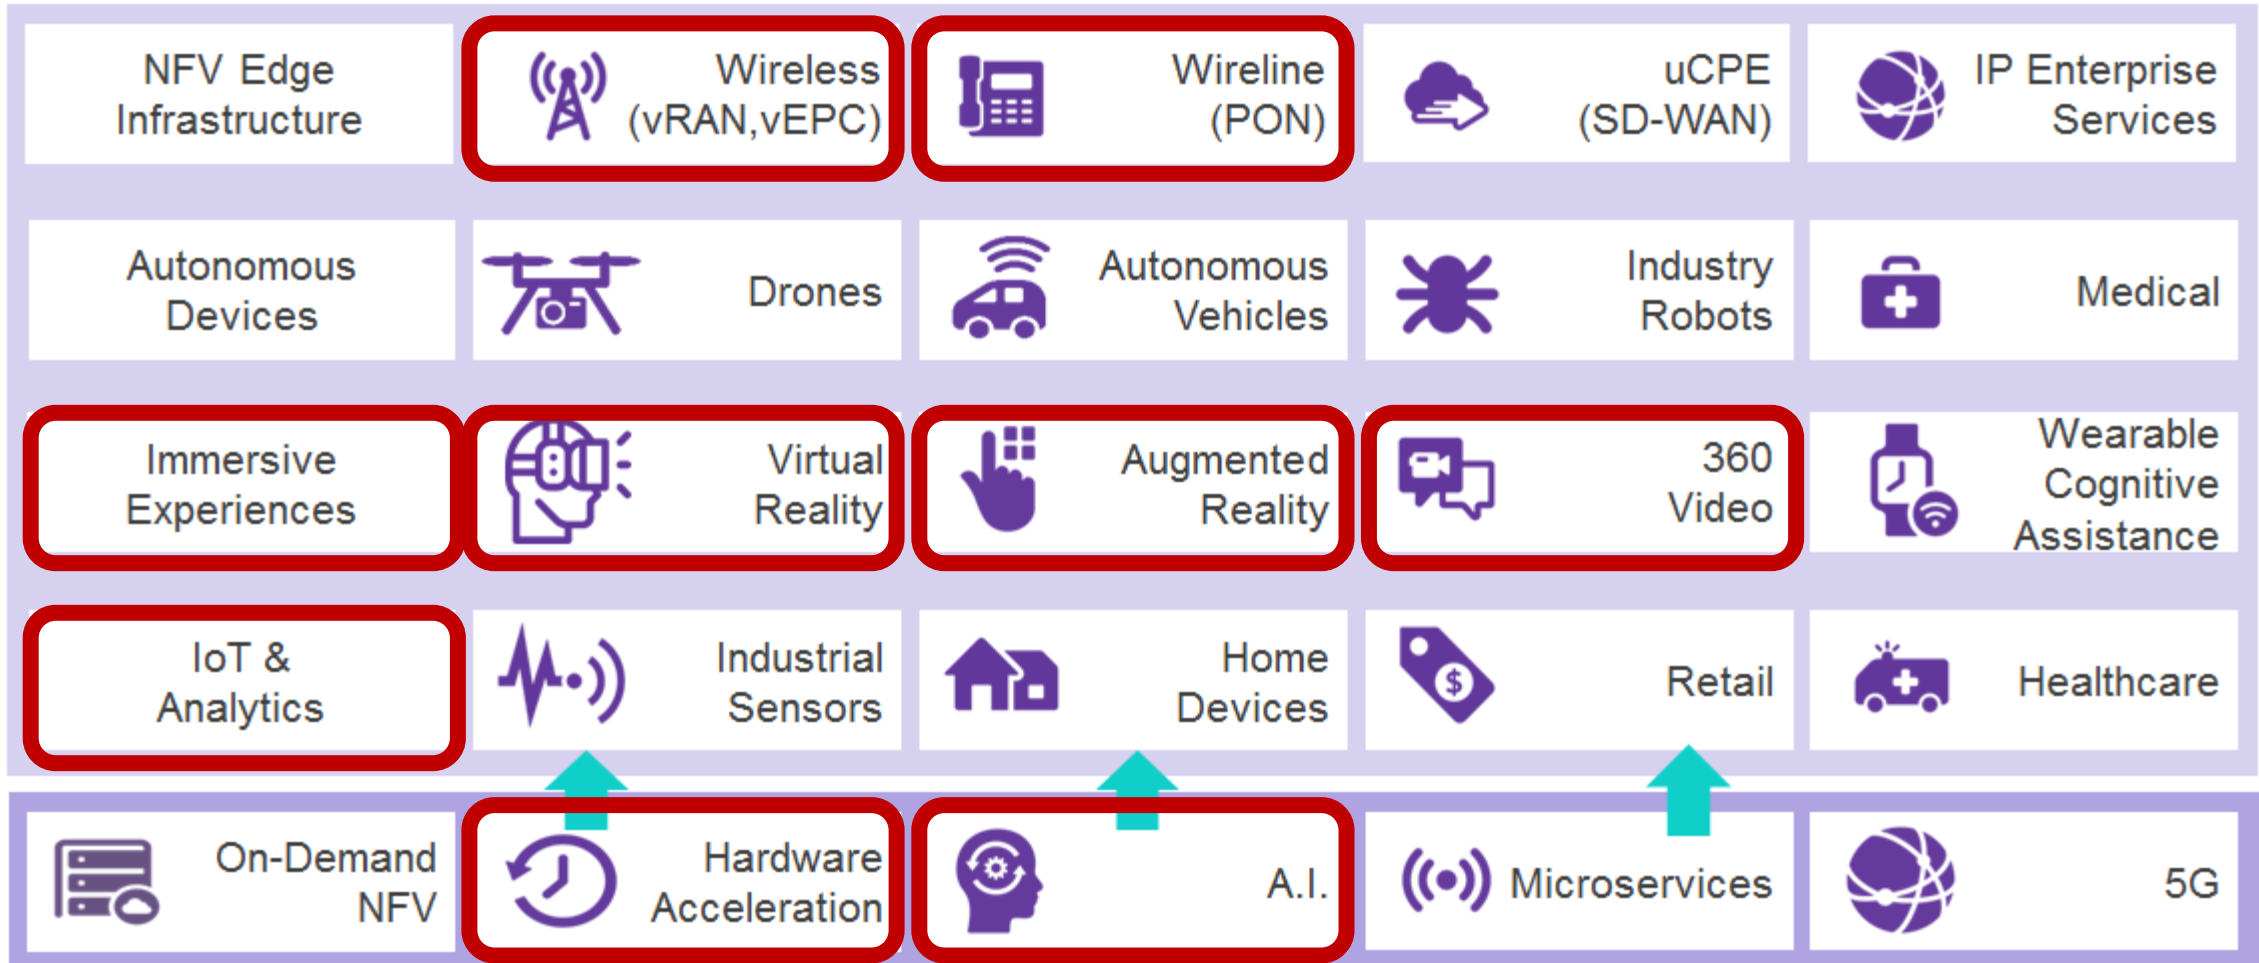 NFV Edge
Infrastructure
Wireless
(vRAN,vEPC)
Wireline
(PON)
uCPE
(SD-WAN)
IP Enterprise
Services
Autonomous
Devices
Drones
Autonomous
Vehicles
Industry
Robots
Medical
Immersive
Experiences
Virtual
Reality
Augmented
Reality
360
Video
Wearable
Cognitive
Assistance
IoT &
Analytics
Industrial
Sensors
Home
Devices
$
Retail
Healthcare
On-Demand
NFV
Hardware
Acceleration
A.I.
Microservices
5G